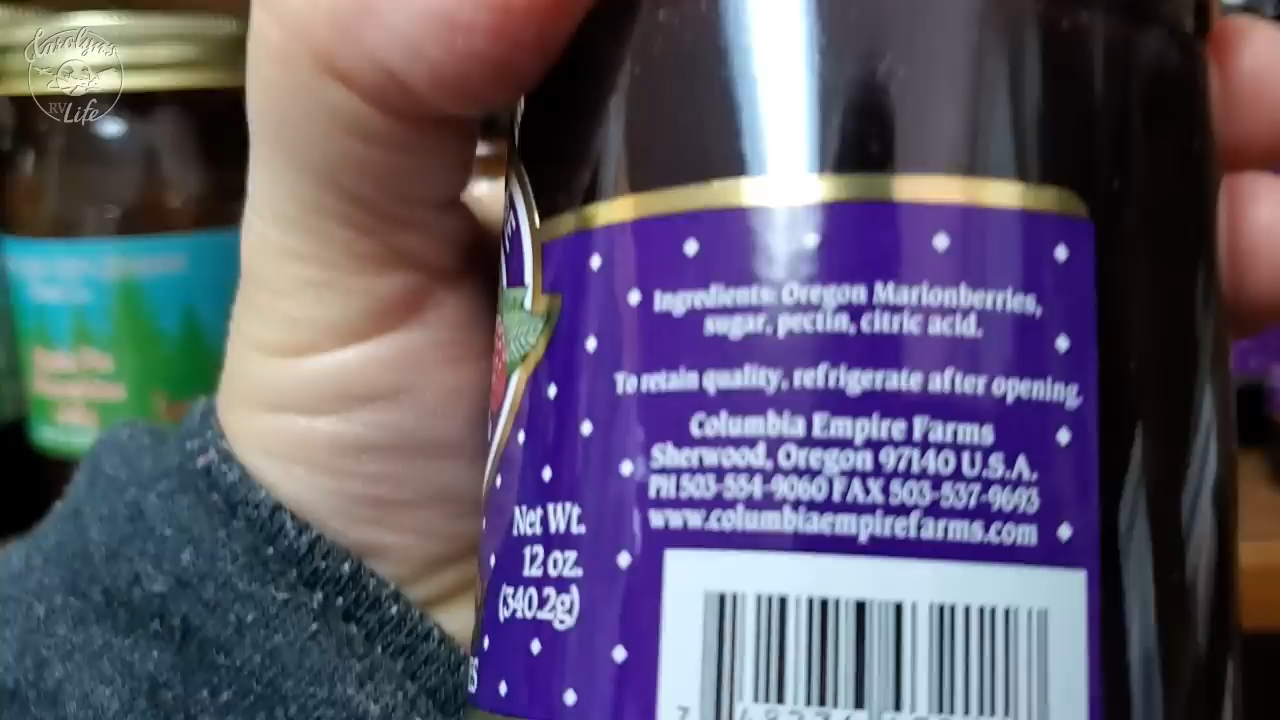 Karolyn's
RV Life
Ingredients: Oregon Marionberries,
sugar, pectin, citric acid.
To retain quality, refrigerate after opening.
Columbia Empire Farms
Sherwood, Oregon 97140 U.S.A.
PH 503-554-9060 FAX 503-537-9693
www.columbiaempirefarms.com
Net Wt.
12 oz.
(340.2g)